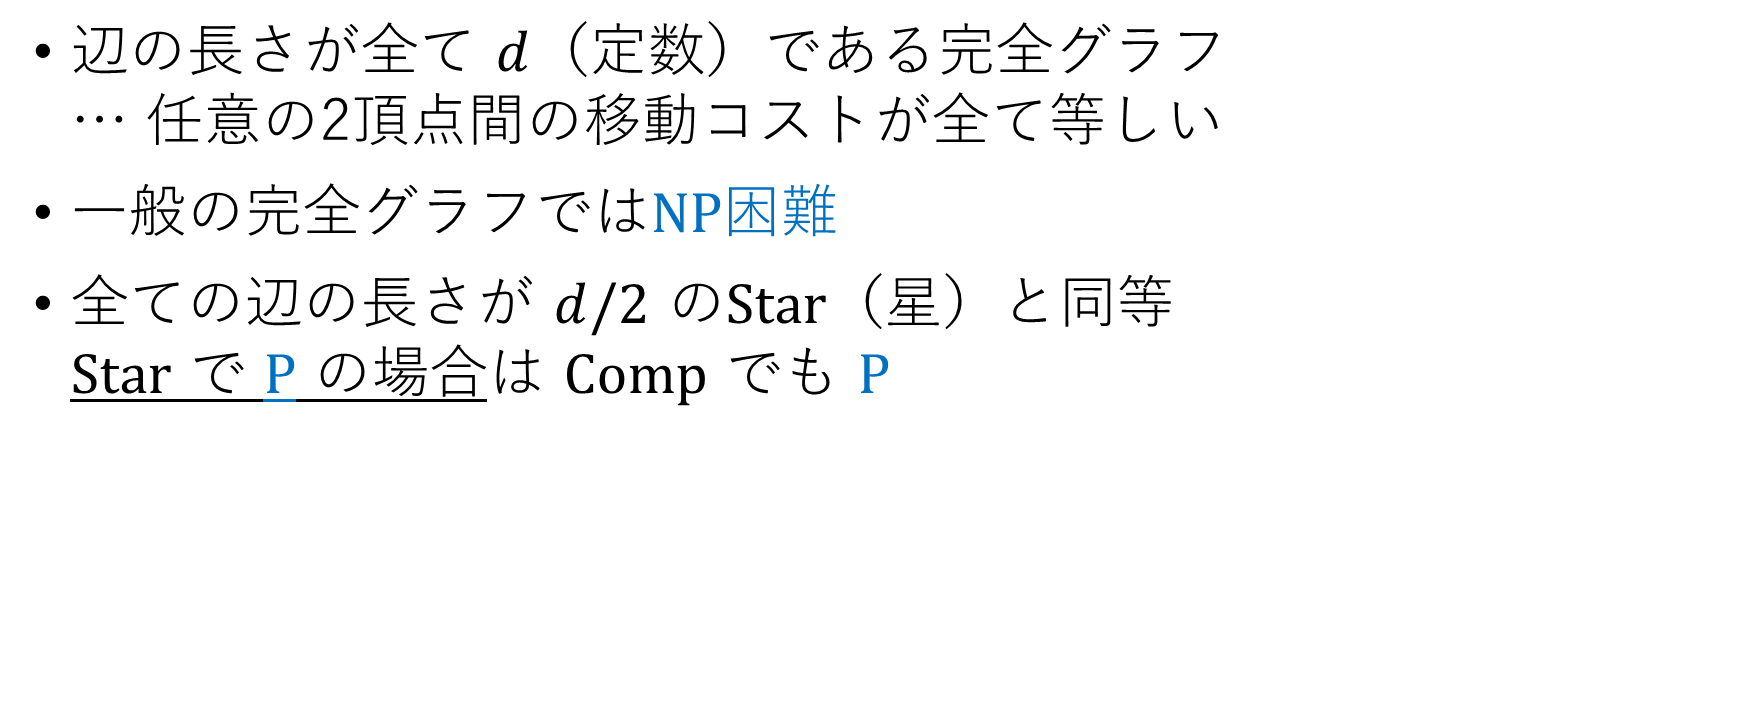 • 辺の長さが全て d（定数）である完全グラフ
… 任意の2頂点間の移動コストが全て等しい
• 一般の完全グラフではNP困難
• 全ての辺の長さが d/2 のStar（星）と同等
Star で P の場合は Comp でも P